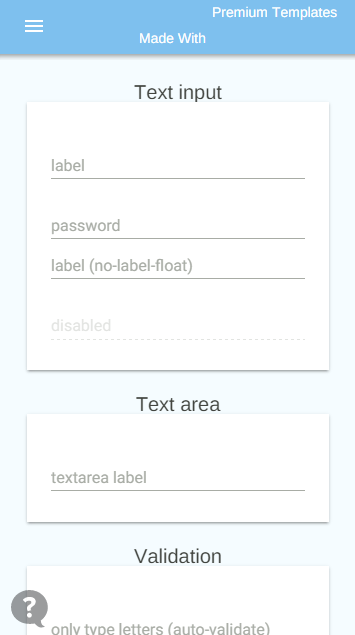 Premium Templates
Made With
Text input
label
password
label (no-label-float)
disabled
Text area
textarea label
Validation
?
only type letters (auto-validate)